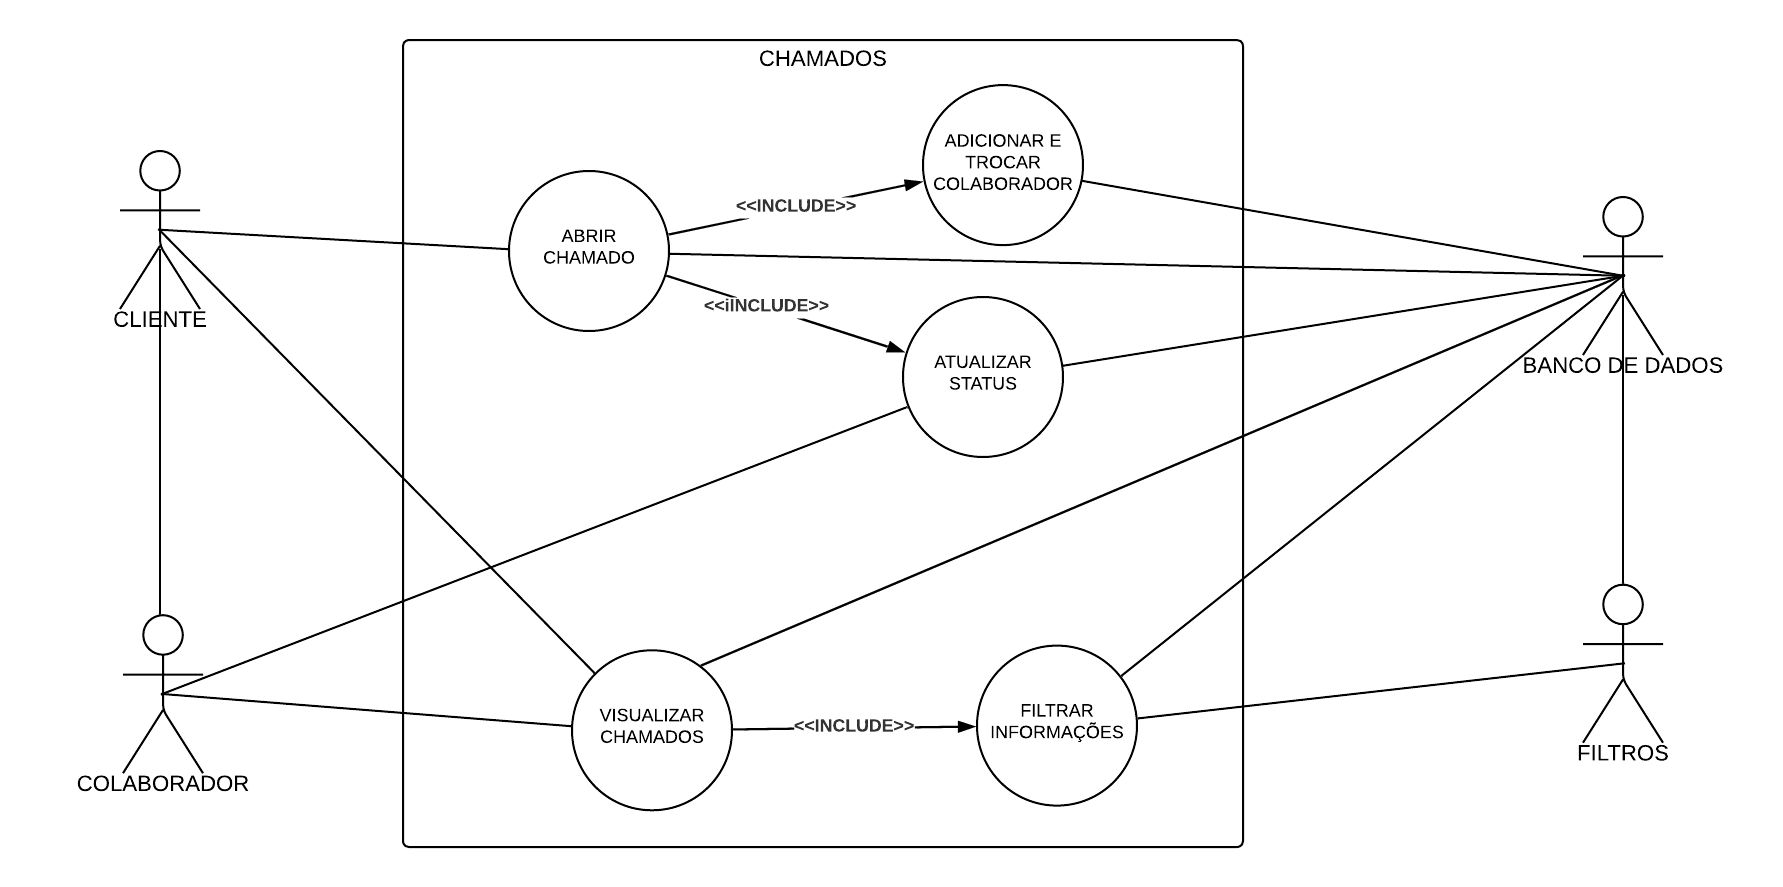 CHAMADOS
ADICIONAR E
TROCAR
COLABORADOR
<<INCLUDE>>
ABRIR
CHAMADO
<<iINCLUDE>>
CLIENTE
ATUALIZAR
STATUS
BANCO DE DADOS
VISUALIZAR
CHAMADOS
<<INCLUDE>>
FILTRAR
INFORMAÇÕES
COLABORADOR
FILTROS